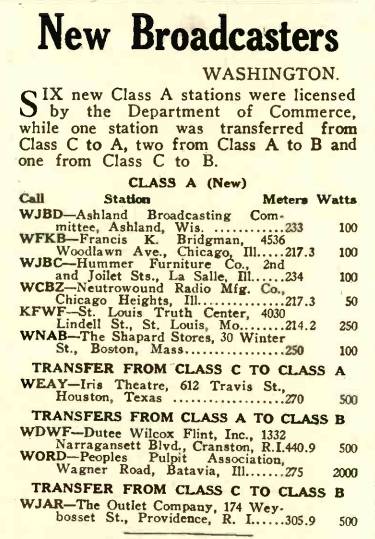 New Broadcasters
WASHINGTON.
SIX new Class A stations were licensed
by the Department of Commerce,
while one station was transferred from
Class C to A, two from Class A to B and
one from Class C to B.
CLASS A (New)
Call Station Meters Watts
WJBD—Ashland Broadcasting Com-
mittee, Ashland, Wis. .............233 100
WFKB—Francis K. Bridgman, 4536
Woodlawn Ave., Chicago, Ill.....217.3 100
WJBC—Hummer Furniture Co., 2nd
and Joilet Sts., La Salle, Ill.....234 100
WCBZ—Neutrowound Radio Mfg. Co.,
Chicago Heights, Ill...............217.3 50
KFWF—St. Louis Truth Center, 4030
Lindell St., St. Louis, Mo.......214.2 250
WNAB—The Shapard Stores, 30 Winter
St., Boston, Mass...............250 100
TRANSFER FROM CLASS C TO CLASS A
WEAY—Iris Theatre, 612 Travis St.,
Houston, Texas .................270 500
TRANSFERS FROM CLASS A TO CLASS B
WDWF—Dutee Wilcox Flint, Inc., 1332
Narragansett Blvd., Cranston, R.I.440.9 500
WORD—Peoples Pulpit Association,
Wagner Road, Batavia, Ill......275 2000
TRANSFER FROM CLASS C TO CLASS B
WJAR—The Outlet Company, 174 Wey-
bosset St., Providence, R. I.....305.9 500